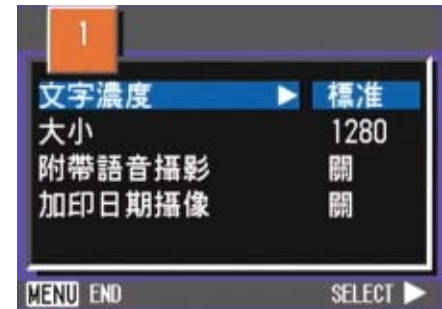 1
文字濃度 ▶ 標准
大小 1280
附帶語音攝影 關
加印日期攝像 關
MENU END SELECT ▶